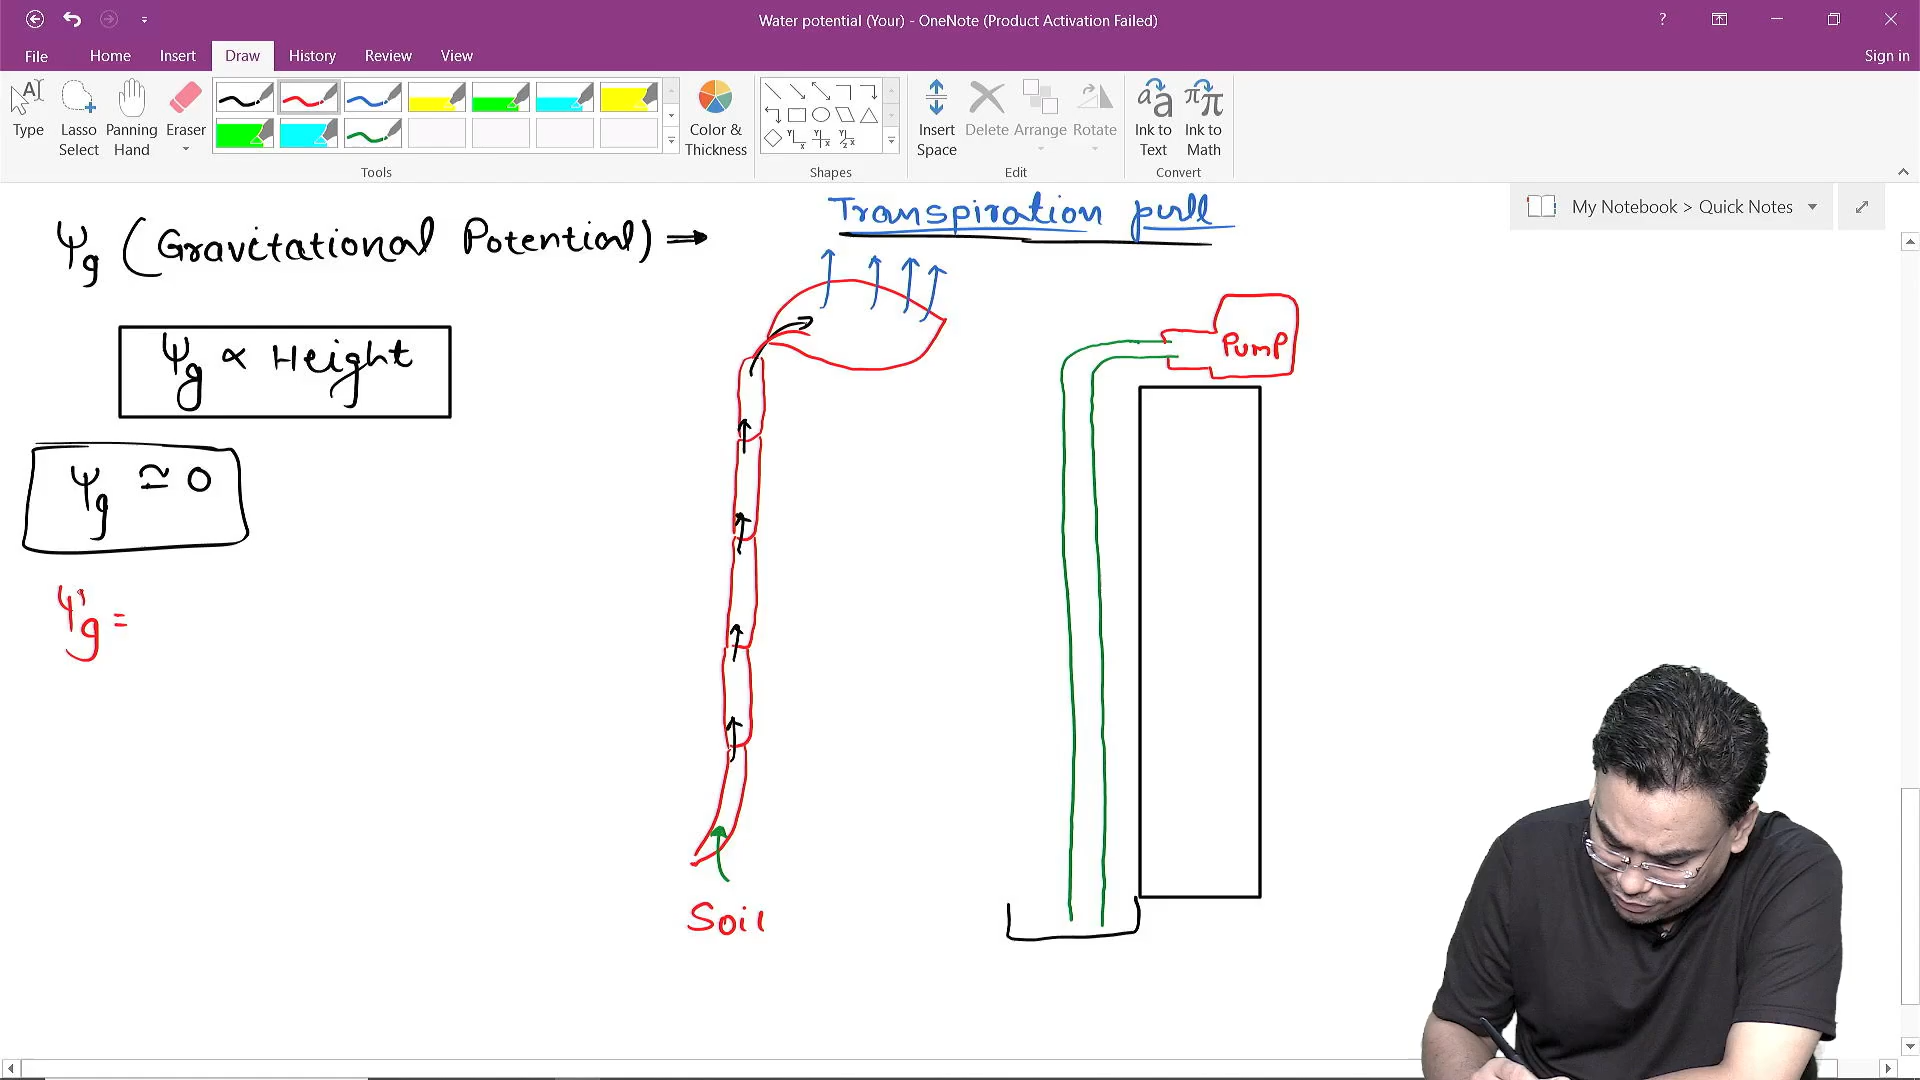 Water potential (Your) - OneNote (Product Activation Failed)
?
File Home Insert Draw History Review View
Sign in
Type
Lasso Select
Panning Hand
Eraser
Color & Thickness
Insert Space
Delete
Arrange
Rotate
Ink to Text
Ink to Math
Tools
Shapes
Edit
Convert
My Notebook > Quick Notes
Transpiration pull
Ψg (Gravitational Potential) ⇒
Ψg ∝ Height
PUMP
Ψg ≅ 0
Ψg =
Soil